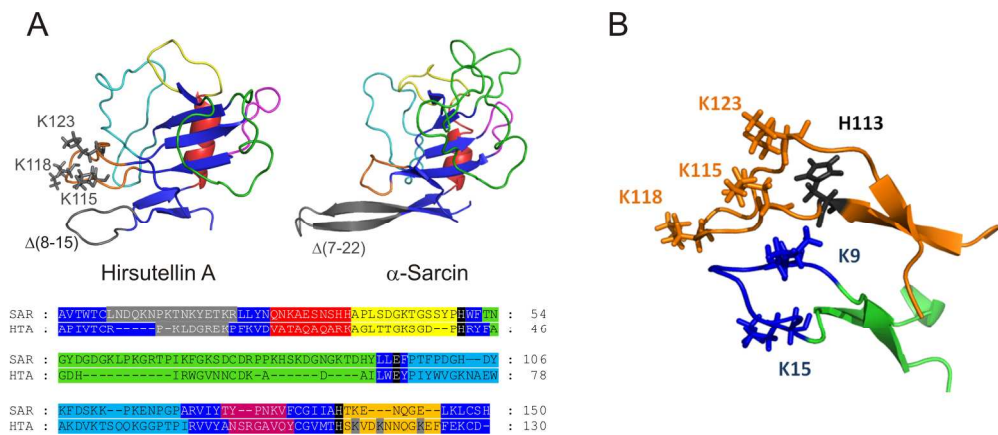 A
B
K123
K118
K115
Δ(8-15)
Δ(7-22)
Hirsutellin A
α-Sarcin
K123
H113
K115
K118
K9
K15
SAR : AVTWTCLNDQKNPKTNKYETKRLLYNQNKAESNSHHAPLSDGKTGSSYPHWFTN : 54
HTA : APIVTCR-----P-KLDGREKPFKVDVATAQAQARKAGLTTGKSGD--PHRYFA : 46
SAR : GYDGDGKLPKGRTPIKFGKSDCDRPPKHSKDGNGKTDHYLLEFPTFPDGH--DY : 106
HTA : GDH-----------IRWGVNNCDK-A------D----AILWEYPIYWVGKNAEW : 78
SAR : KFDSKK--PKENPGPARVIYTY--PNKVFCGIIAHTKE---NQGE--LKLCSH : 150
HTA : AKDVKTSQQKGGPTPIRVVYANSRGAVQYCGVMTHSKVDKNNQGKEFFEKCD- : 130